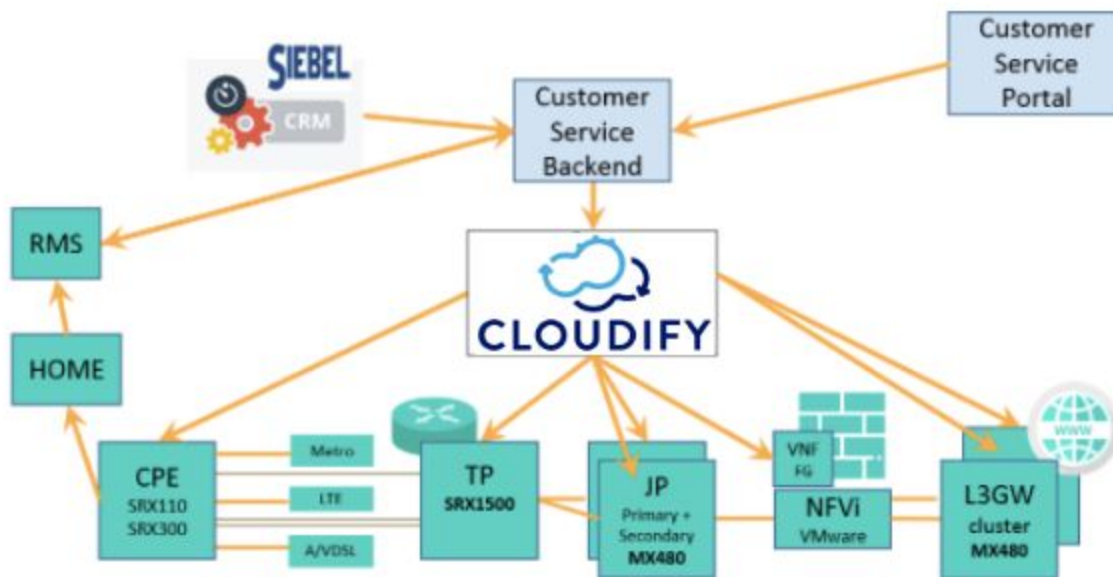 SIEBEL
CRM
Customer
Service
Portal
Customer
Service
Backend
RMS
CLOUDIFY
HOME
WWW
CPE
SRX110
SRX300
Metro
LTE
A/VDSL
TP
SRX1500
JP
Primary +
Secondary
MX480
VNF
FG
NFVi
VMware
L3GW
cluster
MX480